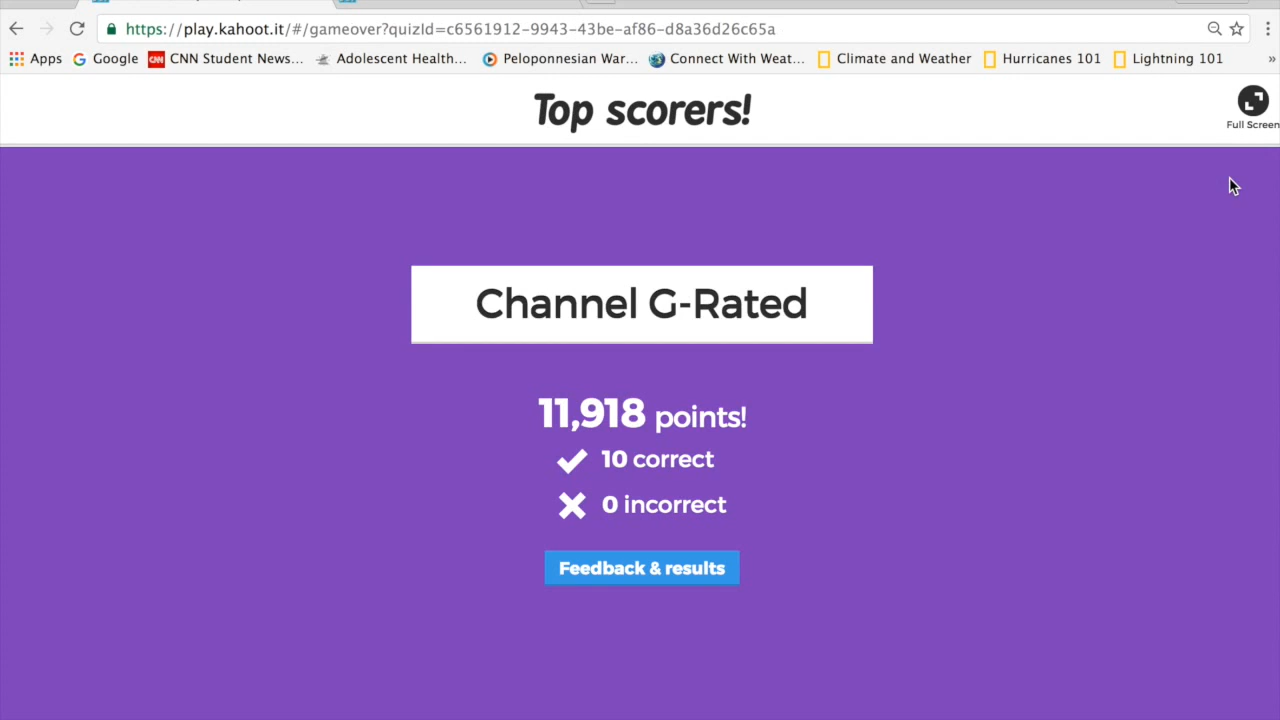 https://play.kahoot.it/#/gameover?quizId=c6561912-9943-43be-af86-d8a36d26c65a
Apps Google CNN CNN Student News... Adolescent Health... Peloponnesian War... Connect With Weat... Climate and Weather Hurricanes 101 Lightning 101 »
Top scorers!
Full Screen
Channel G-Rated
11,918 points!
10 correct
0 incorrect
Feedback & results